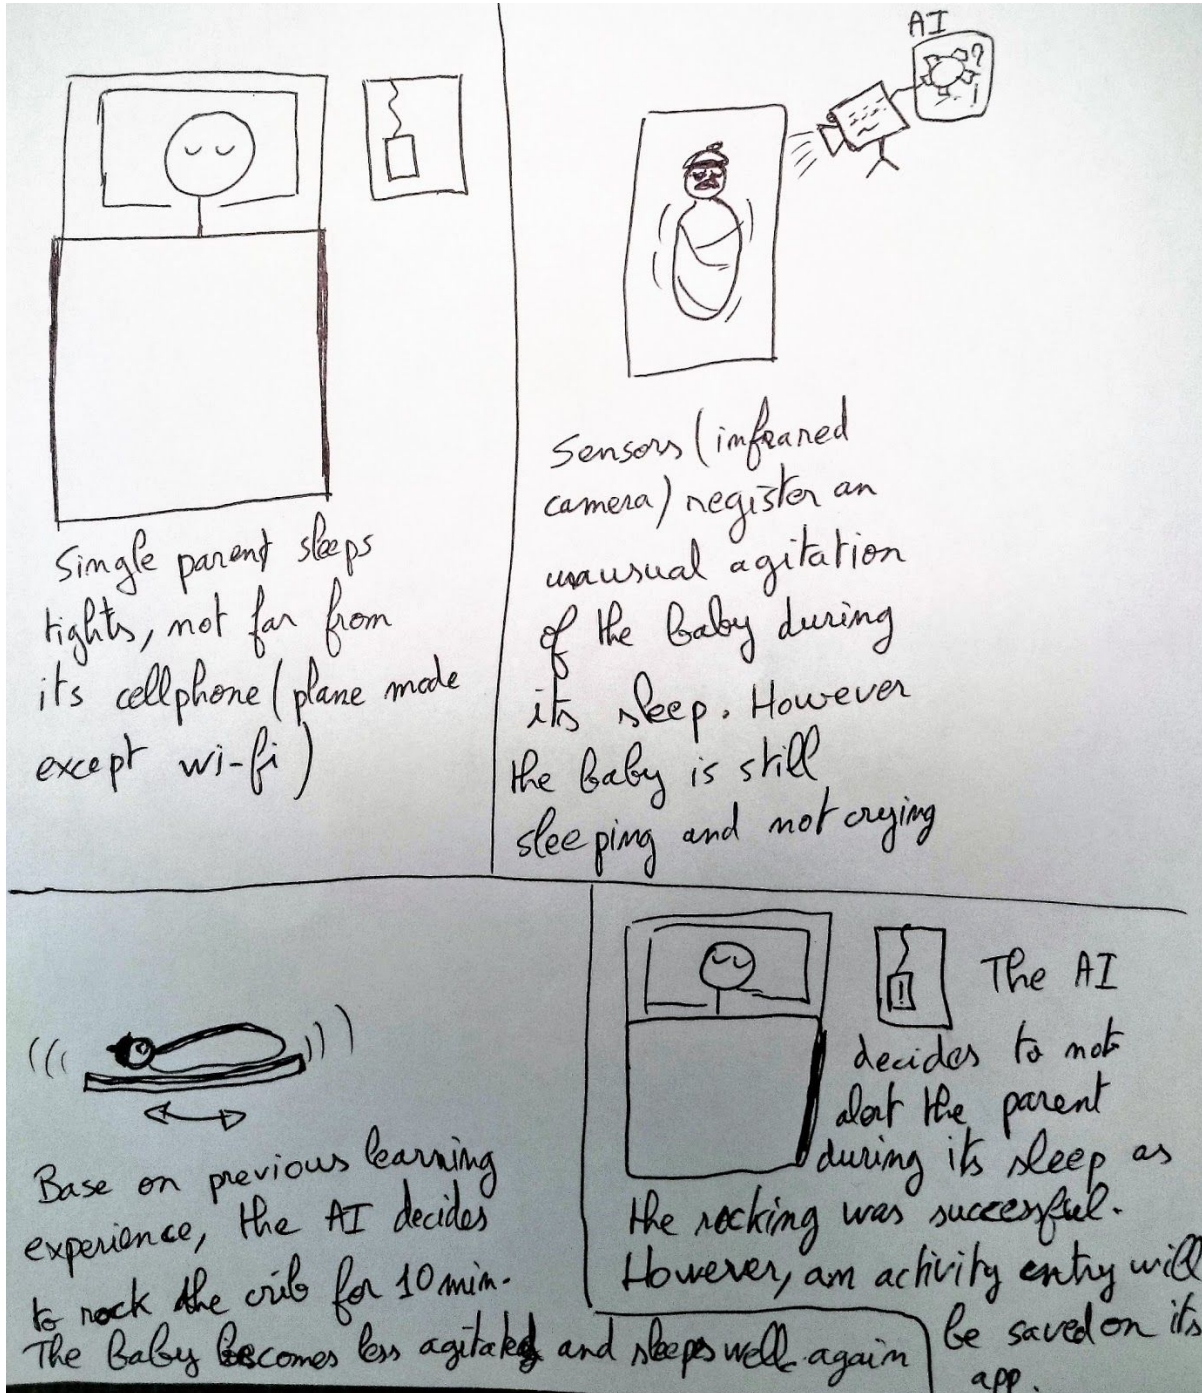 Single parent sleeps
tights, not far from
its cellphone (plane mode
except wi-fi)
AI
?
!
Sensors (infrared
camera) register an
unusual agitation
of the baby during
its sleep. However
the baby is still
sleeping and not crying
Base on previous learning
experience, the AI decides
to rock the crib for 10 min.
The baby becomes less agitated and sleeps well again
!
The AI
decides to not
alert the parent
during its sleep as
the rocking was successful.
However, an activity entry will
be saved on its
app.